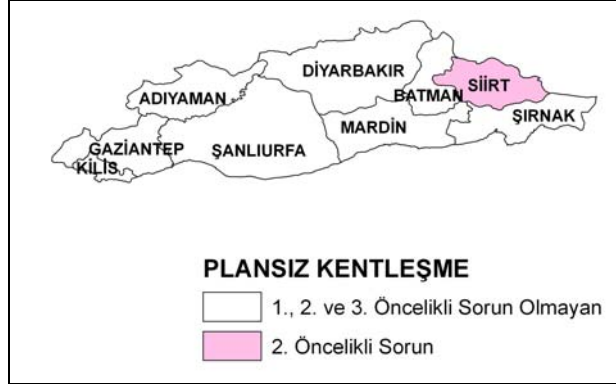 DİYARBAKIR
SİİRT
ADIYAMAN
BATMAN
ŞIRNAK
MARDİN
GAZİANTEP
ŞANLIURFA
KİLİS
PLANSIZ KENTLEŞME
1., 2. ve 3. Öncelikli Sorun Olmayan
2. Öncelikli Sorun